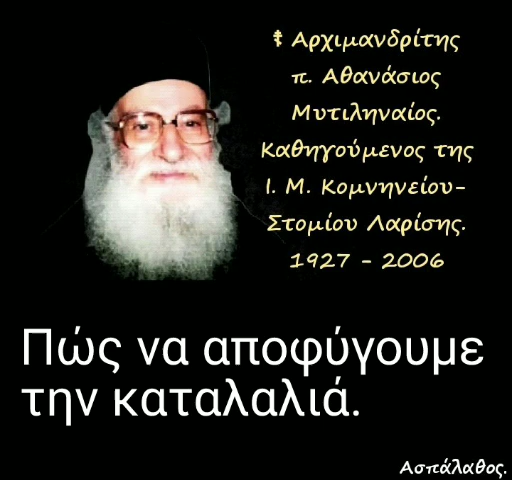 ☦ Αρχιμανδρίτης
π. Αθανάσιος
Μυτιληναίος.
Καθηγούμενος της
Ι. Μ. Κομνηνείου-
Στομίου Λαρίσης.
1927 - 2006
Πώς να αποφύγουμε
την καταλαλιά.
Ασπάλαθος.